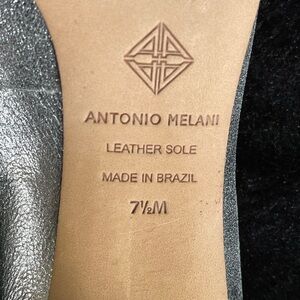 ANTONIO MELANI
LEATHER SOLE
MADE IN BRAZIL
7½M